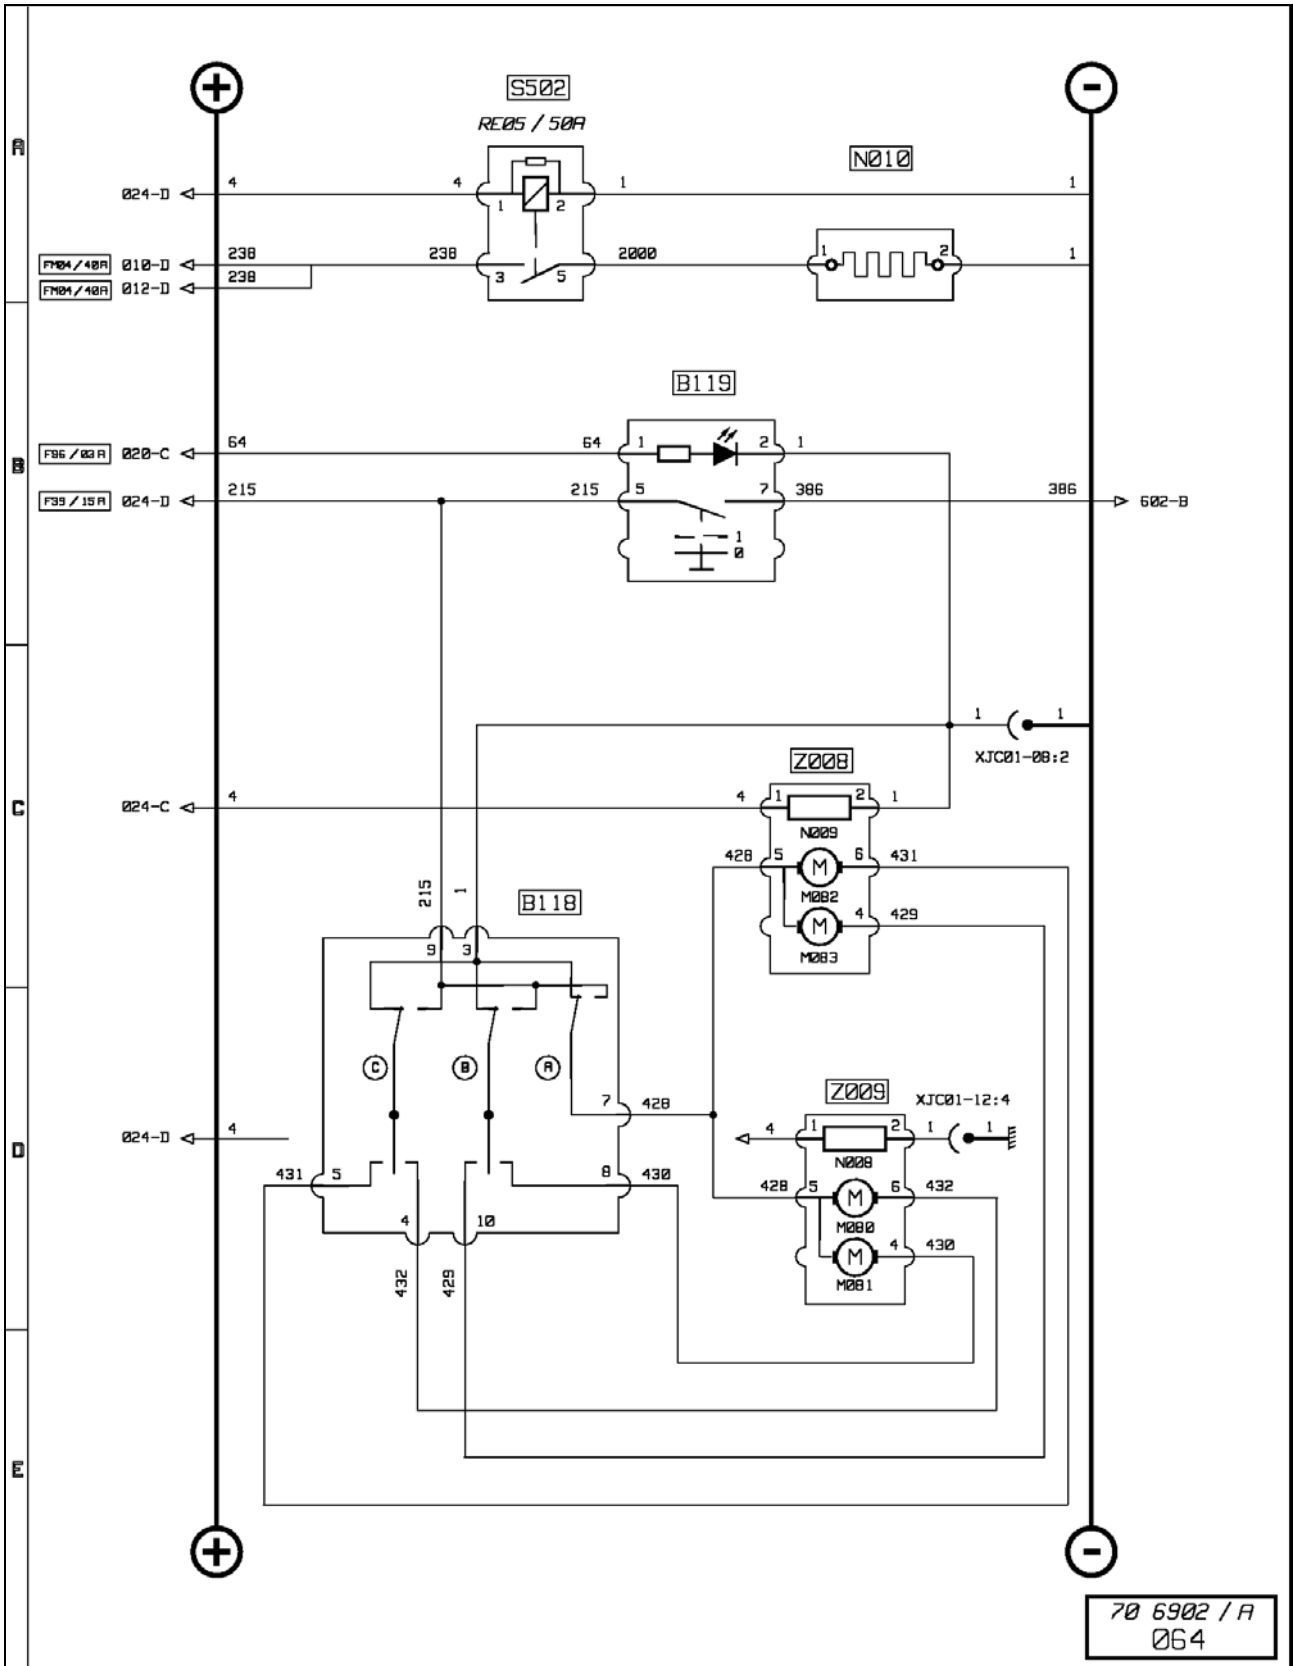 + -
S502
RE05 / 50A
N010
A
024-D 4 4 1 2 1 1
FM04/40A 010-D 238 238 3 5 2000 1 2 1
FM04/40A 012-D 238
B119
B
F96 / 03A 020-C 64 64 1 2 1
F39 / 15A 024-D 215 215 5 7 386 386 602-B
1
0
1 1
XJC01-08:2
Z008
C
024-C 4 4 1 2 1
N009
428 5 M 6 431
M082
215 1
B118
M 4 429
9 3
M083
C B A
Z009
XJC01-12:4
7 428
D
024-D 4 4 1 2 1 1
N008
431 5 8 430 428 5 M 6 432
M080
4 10
M 4 430
M081
432 429
E
+ -
70 6902 / A
064